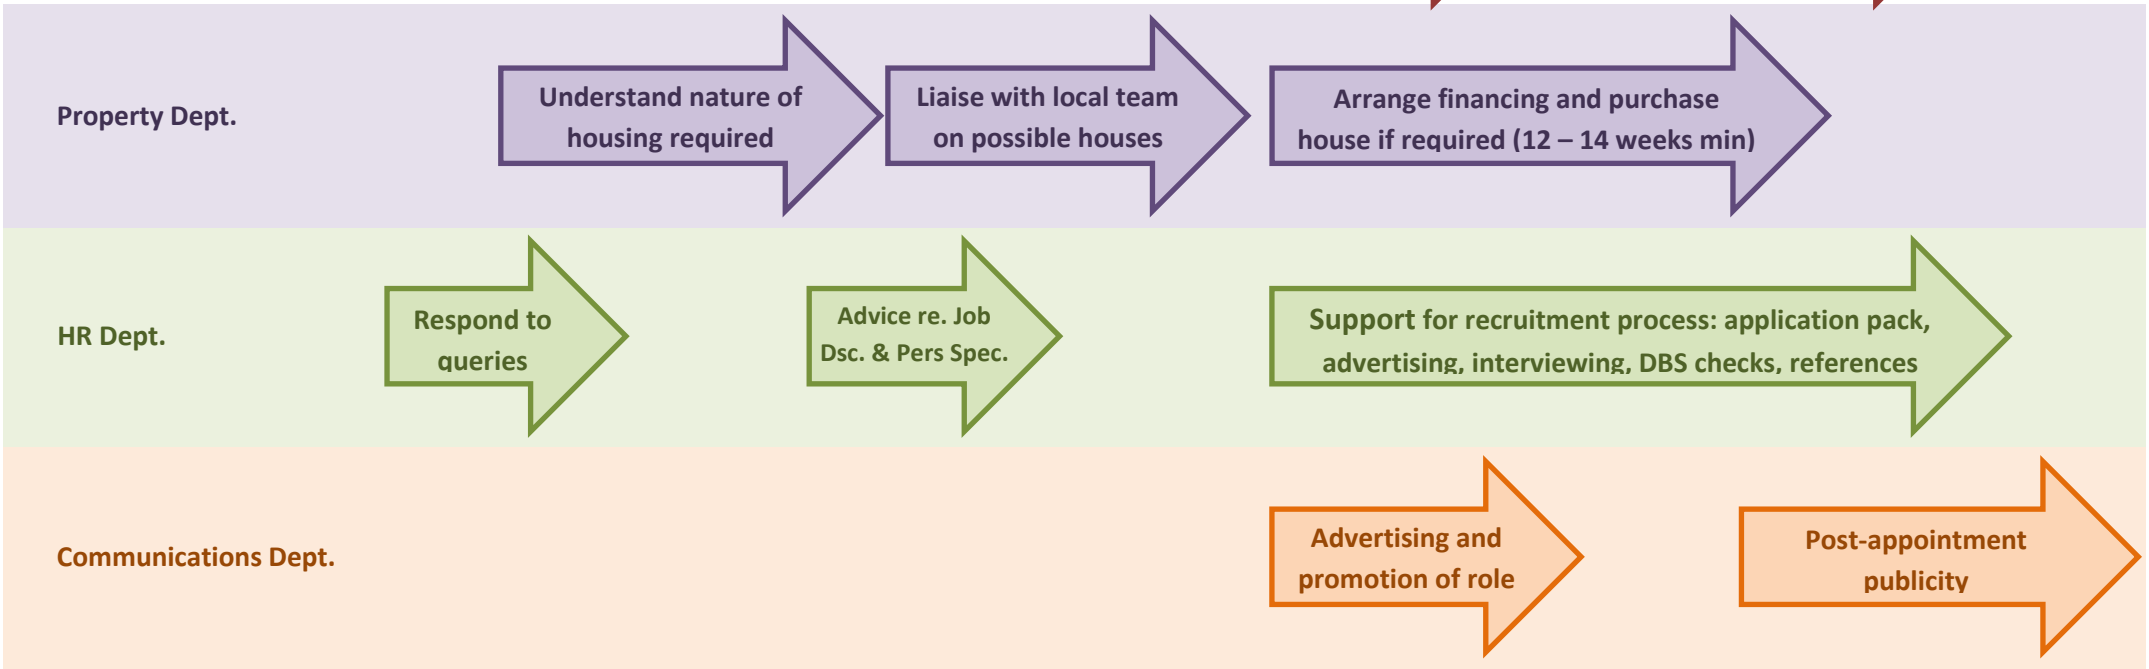 Property Dept.
Understand nature of
housing required
Liaise with local team
on possible houses
Arrange financing and purchase
house if required (12 – 14 weeks min)
HR Dept.
Respond to
queries
Advice re. Job
Dsc. & Pers Spec.
Support for recruitment process: application pack,
advertising, interviewing, DBS checks, references
Communications Dept.
Advertising and
promotion of role
Post-appointment
publicity